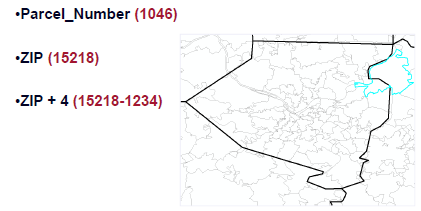 •Parcel_Number (1046)
•ZIP (15218)
•ZIP + 4 (15218-1234)